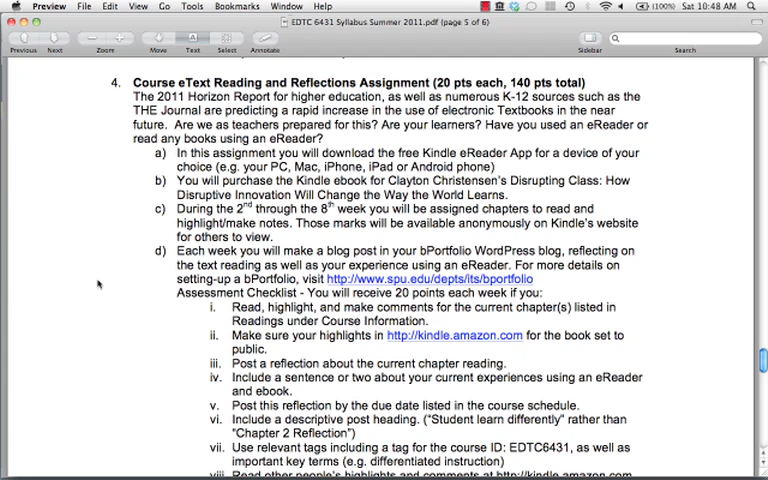 Preview File Edit View Go Tools Bookmarks Window Help (100%) Sat 10:48 AM
EDTC 6431 Syllabus Summer 2011.pdf (page 5 of 6)
Previous Next Zoom Move Text Select Annotate Sidebar Search
4. Course eText Reading and Reflections Assignment (20 pts each, 140 pts total)
The 2011 Horizon Report for higher education, as well as numerous K-12 sources such as the
THE Journal are predicting a rapid increase in the use of electronic Textbooks in the near
future. Are we as teachers prepared for this? Are your learners? Have you used an eReader or
read any books using an eReader?
a) In this assignment you will download the free Kindle eReader App for a device of your
choice (e.g. your PC, Mac, iPhone, iPad or Android phone)
b) You will purchase the Kindle ebook for Clayton Christensen's Disrupting Class: How
Disruptive Innovation Will Change the Way the World Learns.
c) During the 2nd through the 8th week you will be assigned chapters to read and
highlight/make notes. Those marks will be available anonymously on Kindle's website
for others to view.
d) Each week you will make a blog post in your bPortfolio WordPress blog, reflecting on
the text reading as well as your experience using an eReader. For more details on
setting-up a bPortfolio, visit http://www.spu.edu/depts/its/bportfolio
Assessment Checklist - You will receive 20 points each week if you:
i. Read, highlight, and make comments for the current chapter(s) listed in
Readings under Course Information.
ii. Make sure your highlights in http://kindle.amazon.com for the book set to
public.
iii. Post a reflection about the current chapter reading.
iv. Include a sentence or two about your current experiences using an eReader
and ebook.
v. Post this reflection by the due date listed in the course schedule.
vi. Include a descriptive post heading. ("Student learn differently" rather than
"Chapter 2 Reflection")
vii. Use relevant tags including a tag for the course ID: EDTC6431, as well as
important key terms (e.g. differentiated instruction)
viii. Read other people's highlights and comments at http://kindle.amazon.com